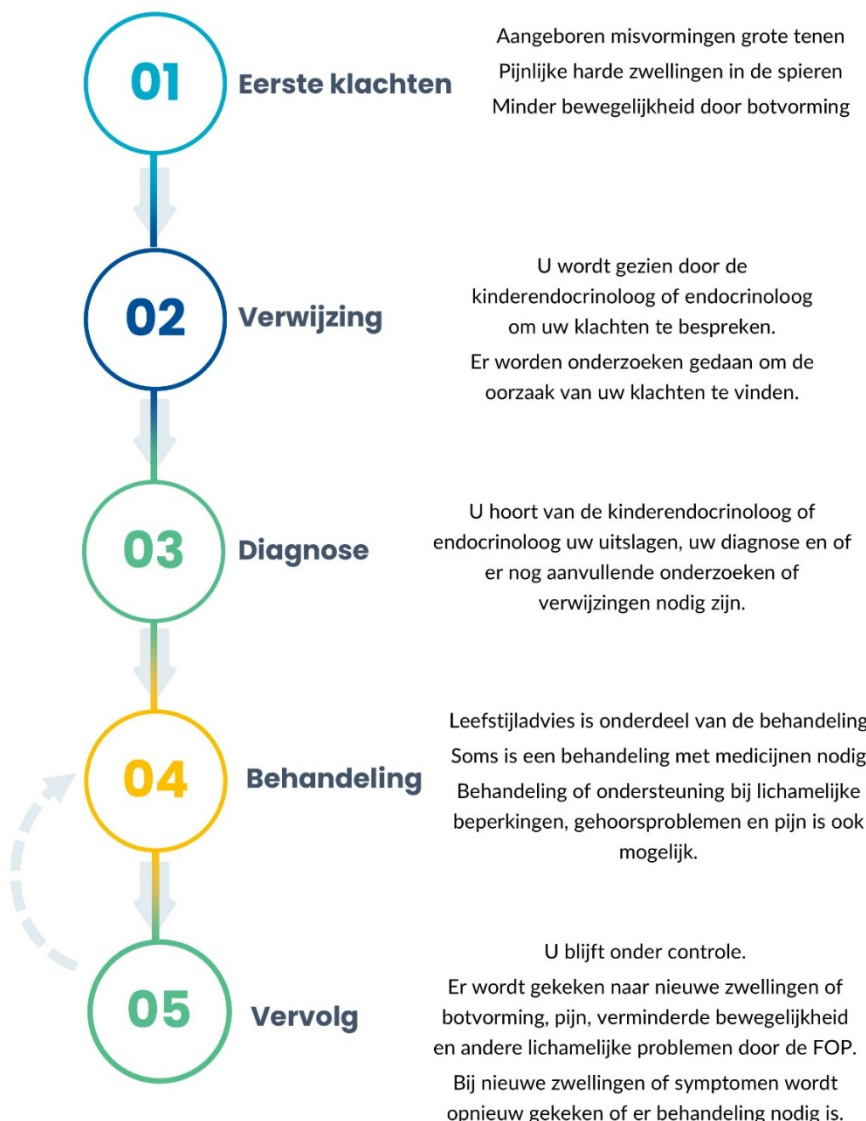 01
Eerste klachten
Aangeboren misvormingen grote tenen
Pijnlijke harde zwellingen in de spieren
Minder bewegelijkheid door botvorming
02
Verwijzing
U wordt gezien door de
kinderendocrinoloog of endocrinoloog
om uw klachten te bespreken.
Er worden onderzoeken gedaan om de
oorzaak van uw klachten te vinden.
03
Diagnose
U hoort van de kinderendocrinoloog of
endocrinoloog uw uitslagen, uw diagnose en of
er nog aanvullende onderzoeken of
verwijzingen nodig zijn.
04
Behandeling
Leefstijladvies is onderdeel van de behandeling
Soms is een behandeling met medicijnen nodig
Behandeling of ondersteuning bij lichamelijke
beperkingen, gehoorsproblemen en pijn is ook
mogelijk.
05
Vervolg
U blijft onder controle.
Er wordt gekeken naar nieuwe zwellingen of
botvorming, pijn, verminderde bewegelijkheid
en andere lichamelijke problemen door de FOP.
Bij nieuwe zwellingen of symptomen wordt
opnieuw gekeken of er behandeling nodig is.